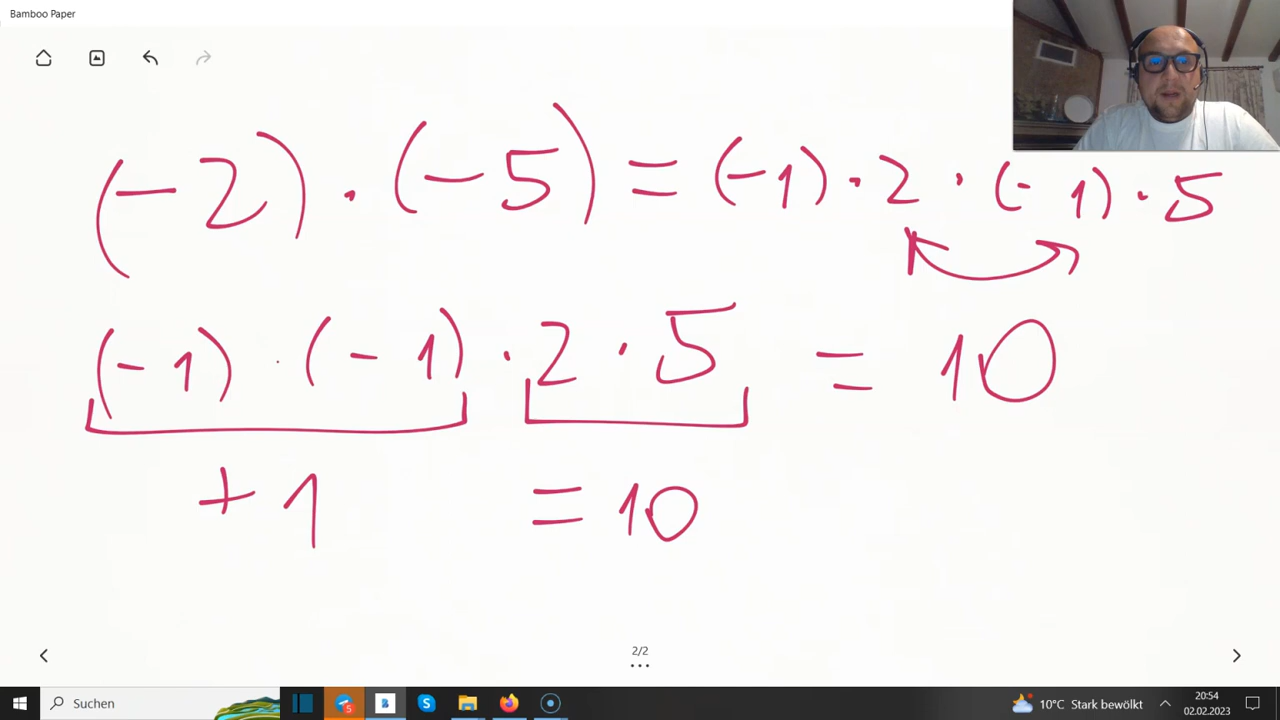 Bamboo Paper
(-2) · (-5) = (-1) · 2 · (-1) · 5
(-1) · (-1) · 2 · 5 = 10
+1 = 10
2/2
Suchen
5
B
S
10°C Stark bewölkt
20:54
02.02.2023